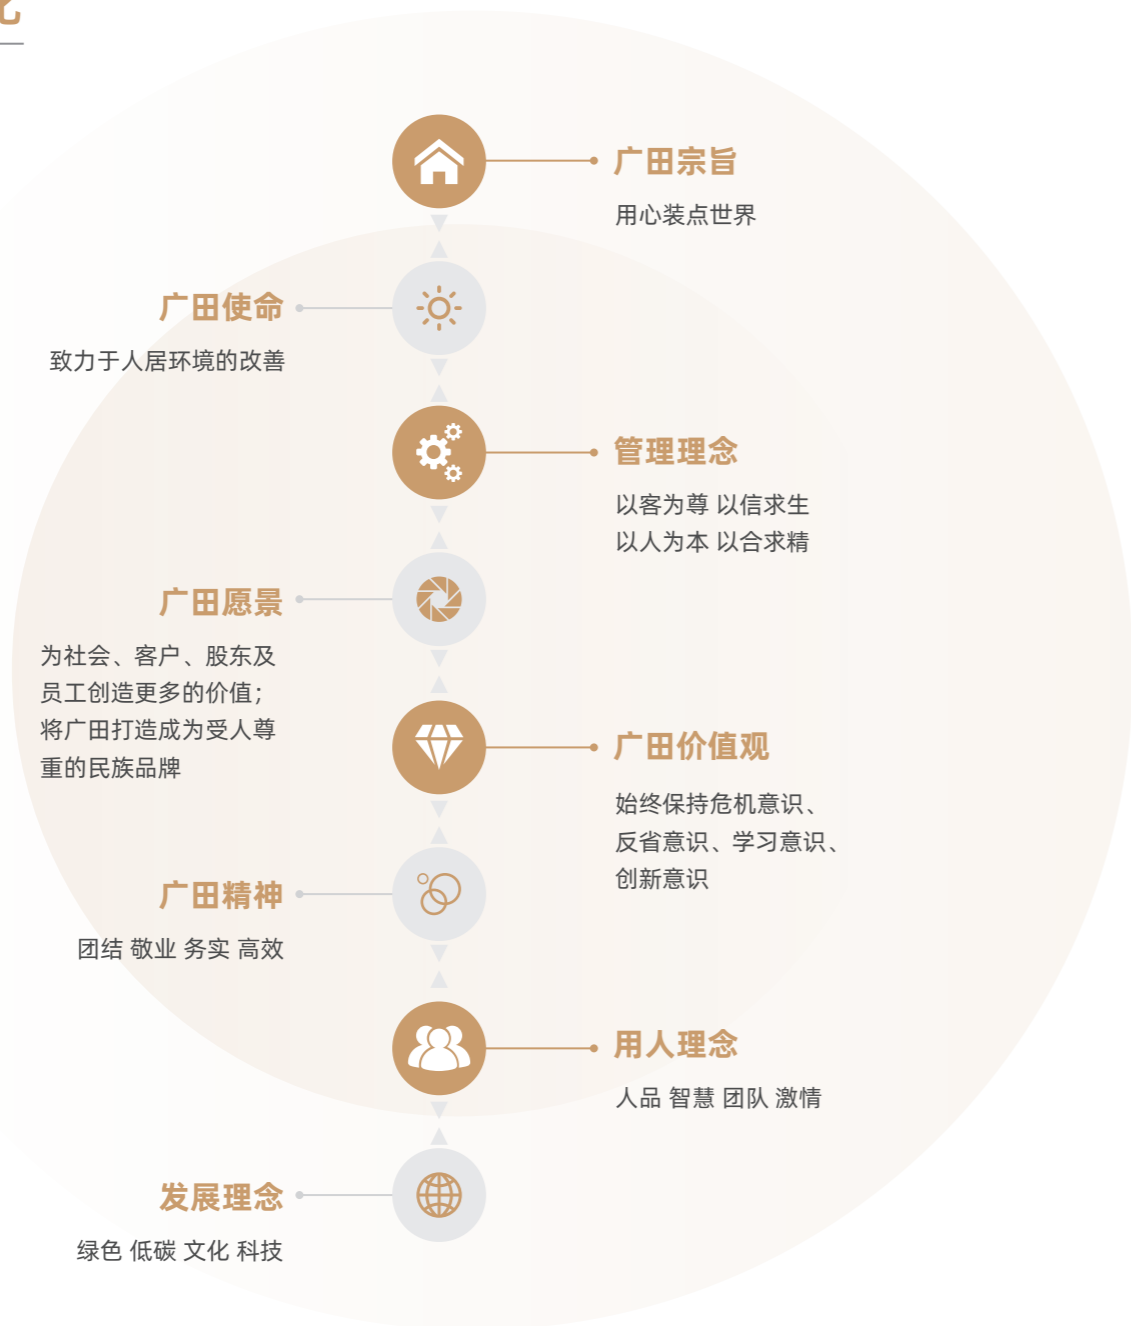 化
广田宗旨
用心装点世界
广田使命
致力于人居环境的改善
管理理念
以客为尊 以信求生
以人为本 以合求精
广田愿景
为社会、客户、股东及
员工创造更多的价值；
将广田打造成为受人尊
重的民族品牌
广田价值观
始终保持危机意识、
反省意识、学习意识、
创新意识
广田精神
团结 敬业 务实 高效
用人理念
人品 智慧 团队 激情
发展理念
绿色 低碳 文化 科技